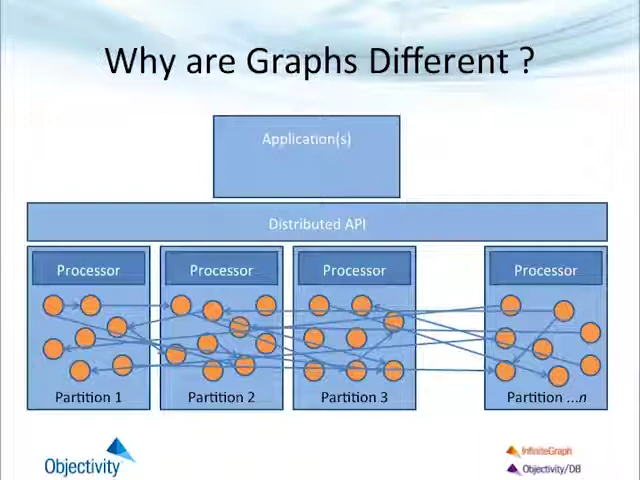 Why are Graphs Different ?
Application(s)
Distributed API
Processor
Processor
Processor
Processor
Partition 1
Partition 2
Partition 3
Partition ...n
Objectivity
InfiniteGraph
Objectivity/DB